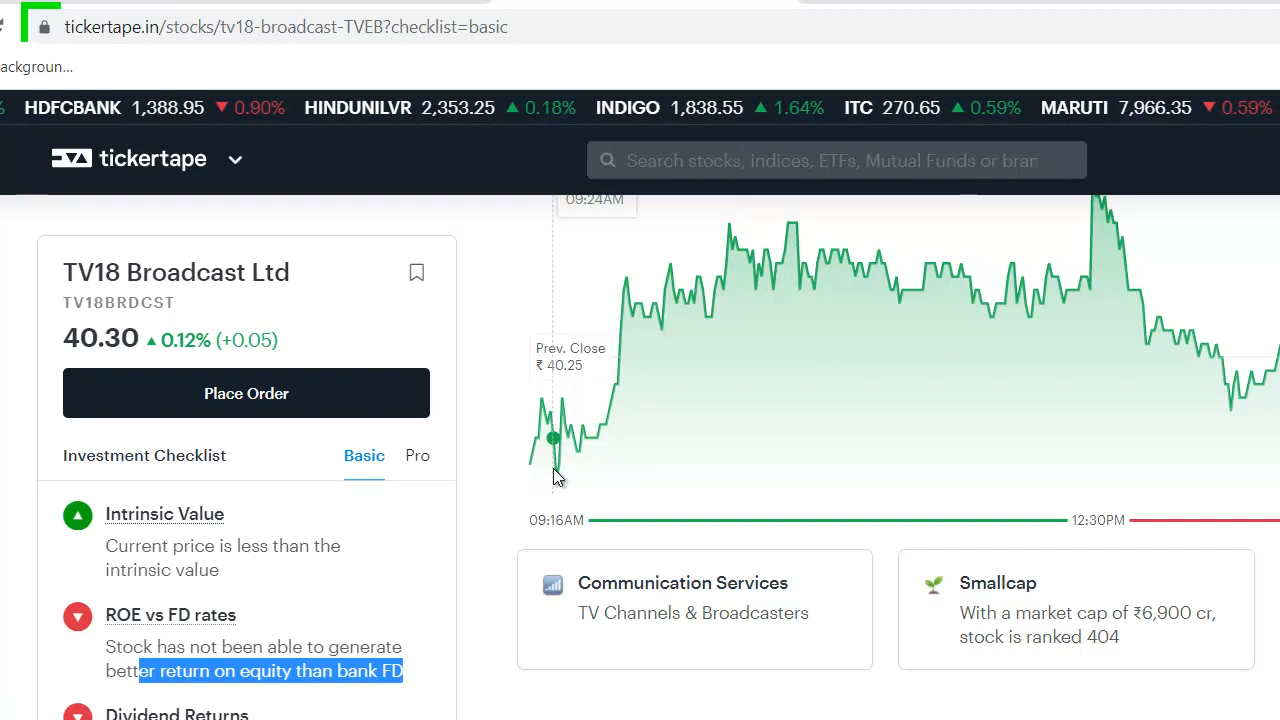 tickertape.in/stocks/tv18-broadcast-TVEB?checklist=basic
ackgroun...
% HDFCBANK 1,388.95 ▼ 0.90% HINDUNILVR 2,353.25 ▲ 0.18% INDIGO 1,838.55 ▲ 1.64% ITC 270.65 ▲ 0.59% MARUTI 7,966.35 ▼ 0.59%
tickertape
Search stocks, indices, ETFs, Mutual Funds or bran
09:24AM
TV18 Broadcast Ltd
TV18BRDCST
40.30 ▲ 0.12% (+0.05)
Prev. Close
₹ 40.25
Place Order
Investment Checklist Basic Pro
Intrinsic Value
Current price is less than the
intrinsic value
ROE vs FD rates
Stock has not been able to generate
better return on equity than bank FD
Dividend Returns
09:16AM 12:30PM
Communication Services
TV Channels & Broadcasters
Smallcap
With a market cap of ₹6,900 cr,
stock is ranked 404